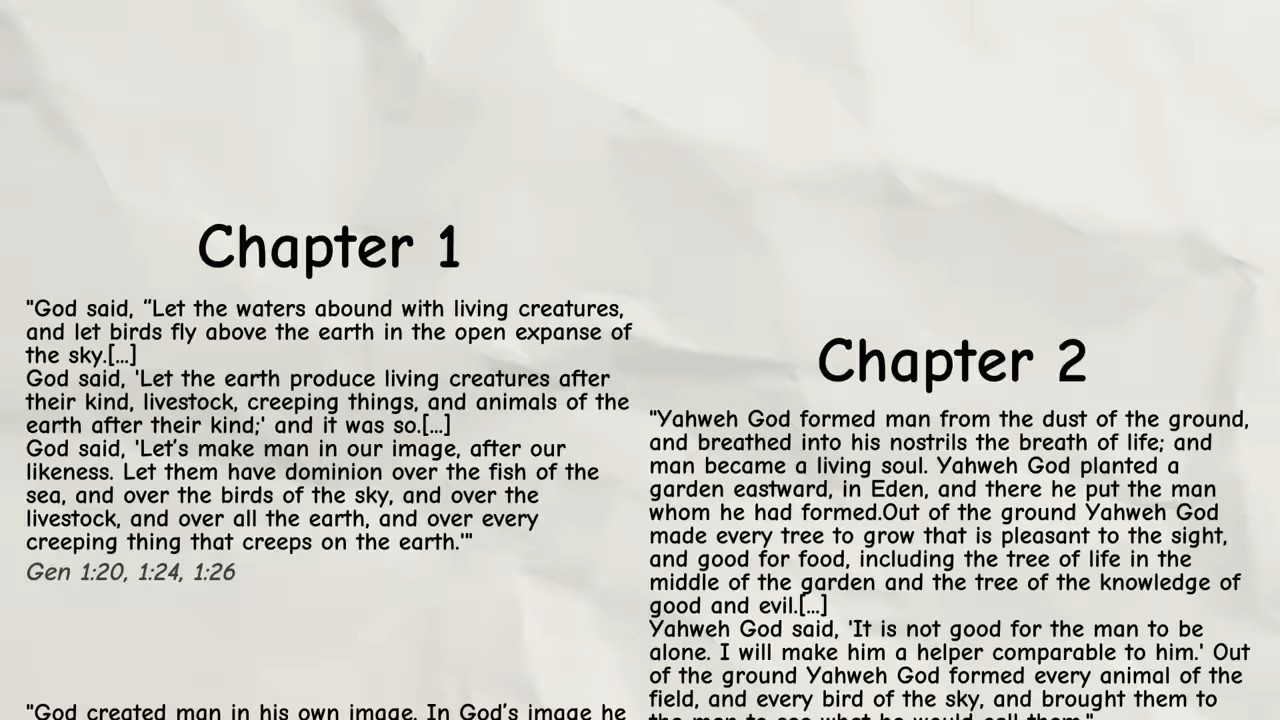 Chapter 1
"God said, “Let the waters abound with living creatures,
and let birds fly above the earth in the open expanse of
the sky.[...]
God said, 'Let the earth produce living creatures after
their kind, livestock, creeping things, and animals of the
earth after their kind;' and it was so.[...]
God said, 'Let’s make man in our image, after our
likeness. Let them have dominion over the fish of the
sea, and over the birds of the sky, and over the
livestock, and over all the earth, and over every
creeping thing that creeps on the earth.'"
Gen 1:20, 1:24, 1:26
"God created man in his own image. In God’s image he
Chapter 2
"Yahweh God formed man from the dust of the ground,
and breathed into his nostrils the breath of life; and
man became a living soul. Yahweh God planted a
garden eastward, in Eden, and there he put the man
whom he had formed.Out of the ground Yahweh God
made every tree to grow that is pleasant to the sight,
and good for food, including the tree of life in the
middle of the garden and the tree of the knowledge of
good and evil.[...]
Yahweh God said, 'It is not good for the man to be
alone. I will make him a helper comparable to him.' Out
of the ground Yahweh God formed every animal of the
field, and every bird of the sky, and brought them to
the man to see what he would call them."